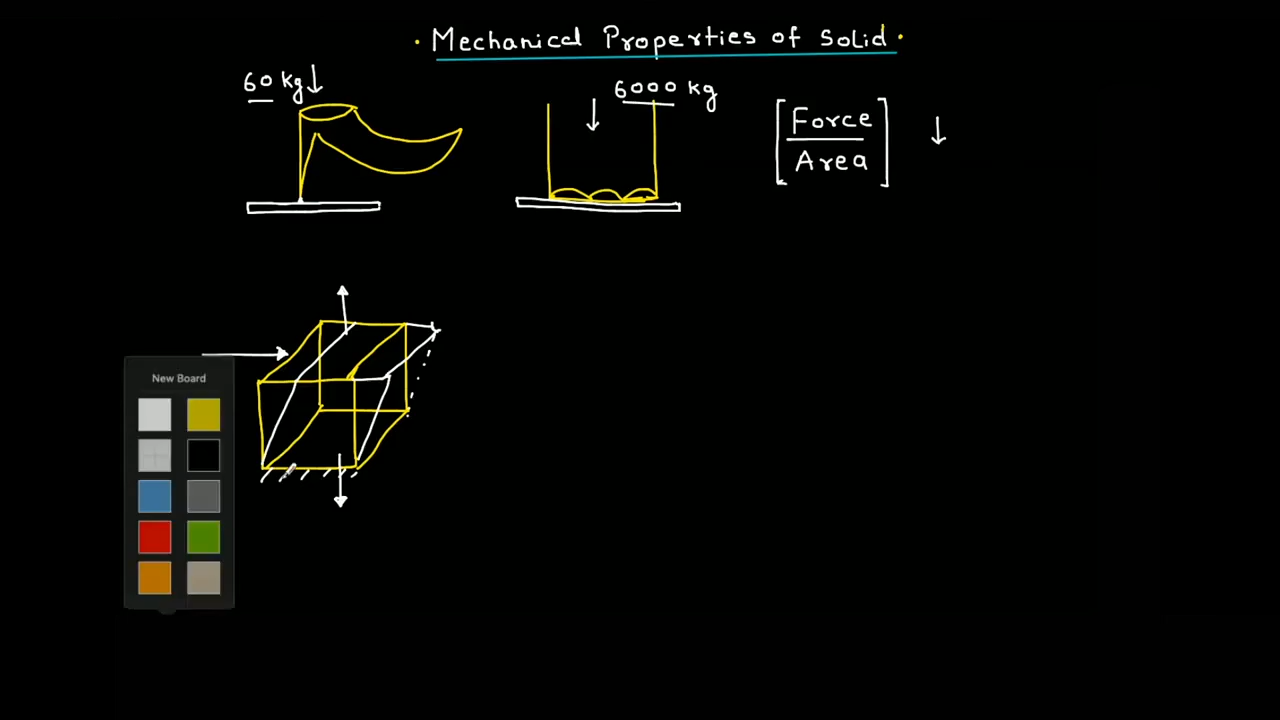 Mechanical Properties of Solid
60 kg
6000 kg
Force
Area
New Board